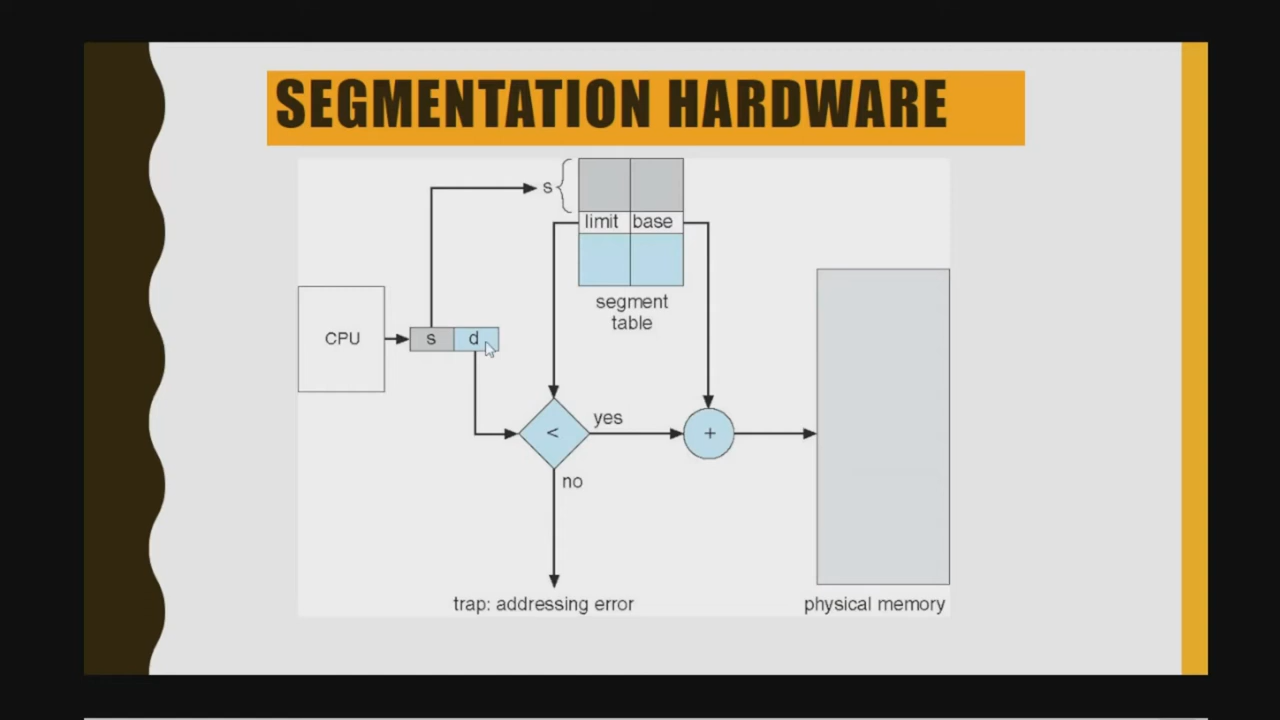 SEGMENTATION HARDWARE
s
limit base
segment
table
CPU
s d
<
yes
+
no
trap: addressing error
physical memory